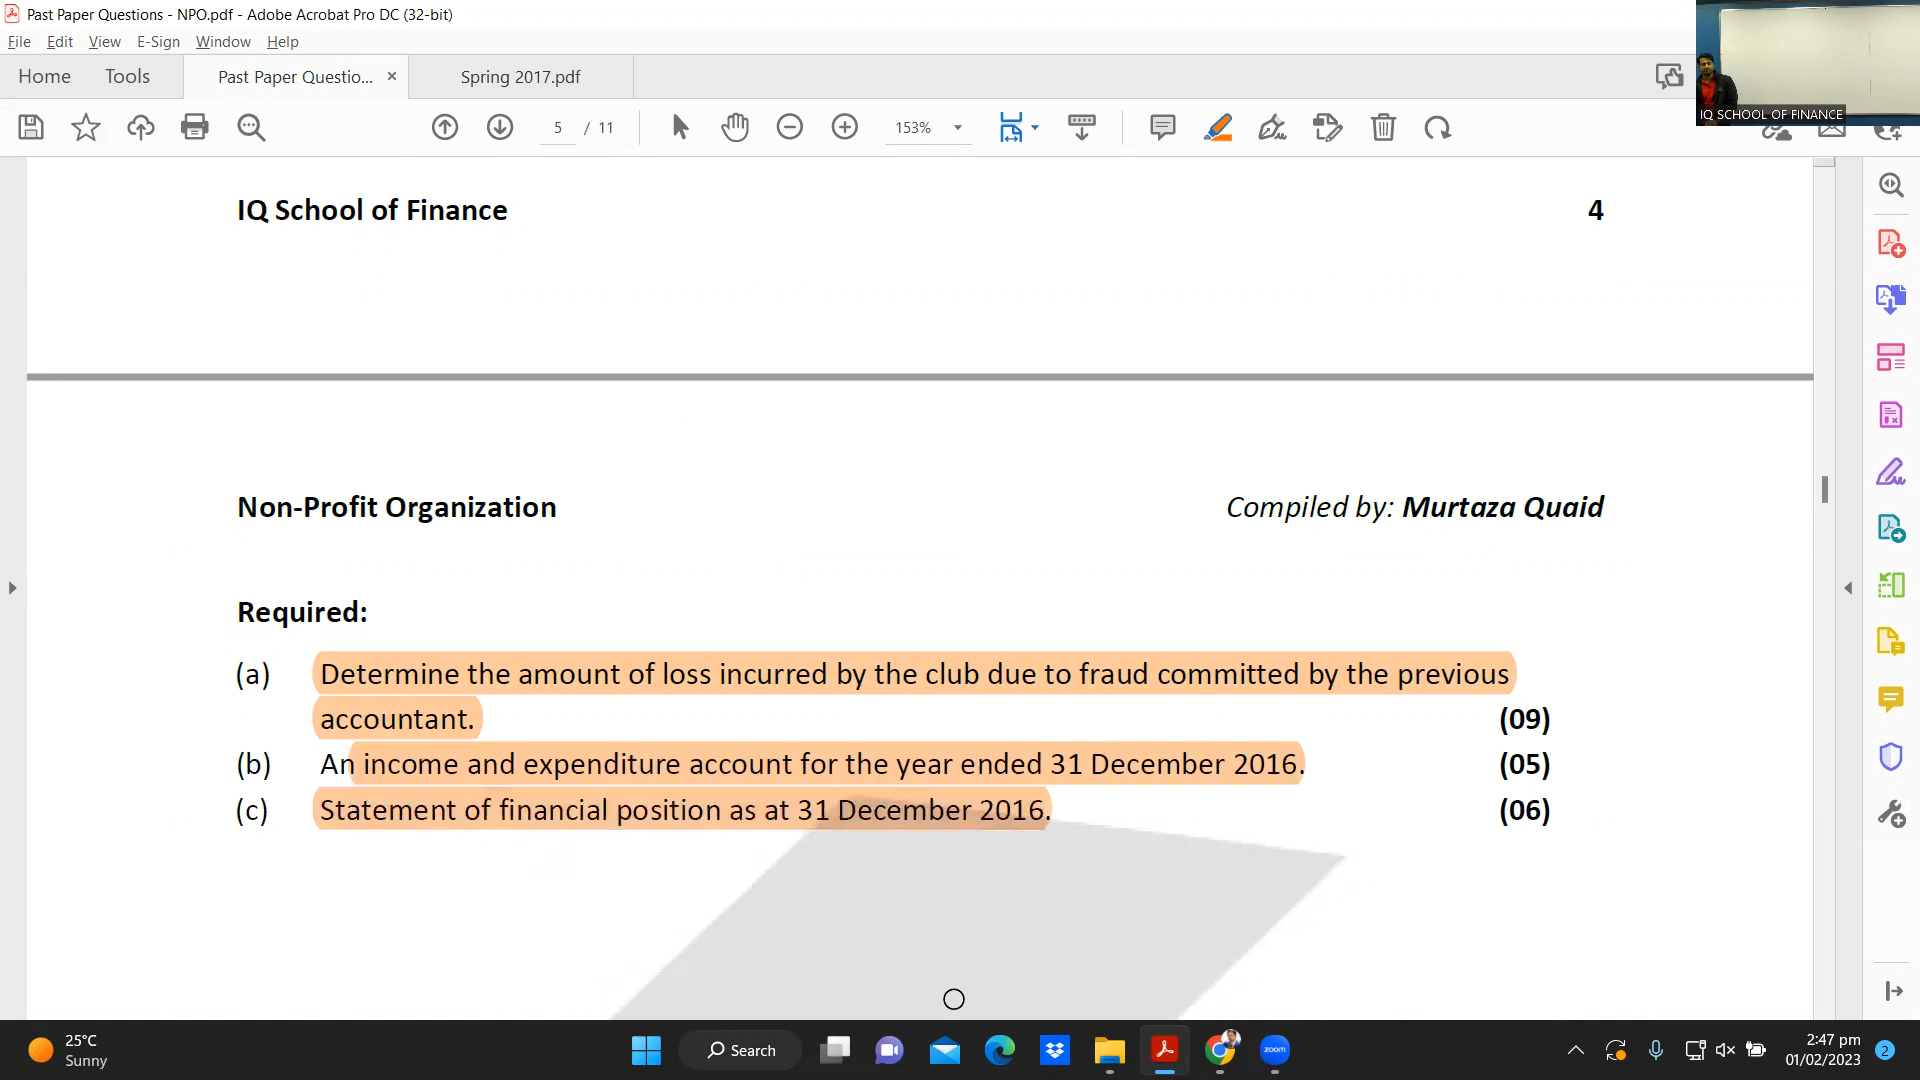 Past Paper Questions - NPO.pdf - Adobe Acrobat Pro DC (32-bit)
File Edit View E-Sign Window Help
Home Tools Past Paper Questio... × Spring 2017.pdf
5 / 11 153%
IQ SCHOOL OF FINANCE
IQ School of Finance 4
Non-Profit Organization Compiled by: Murtaza Quaid
Required:
(a) Determine the amount of loss incurred by the club due to fraud committed by the previous
accountant. (09)
(b) An income and expenditure account for the year ended 31 December 2016. (05)
(c) Statement of financial position as at 31 December 2016. (06)
25°C
Sunny
Search
zoom
2:47 pm
01/02/2023
2